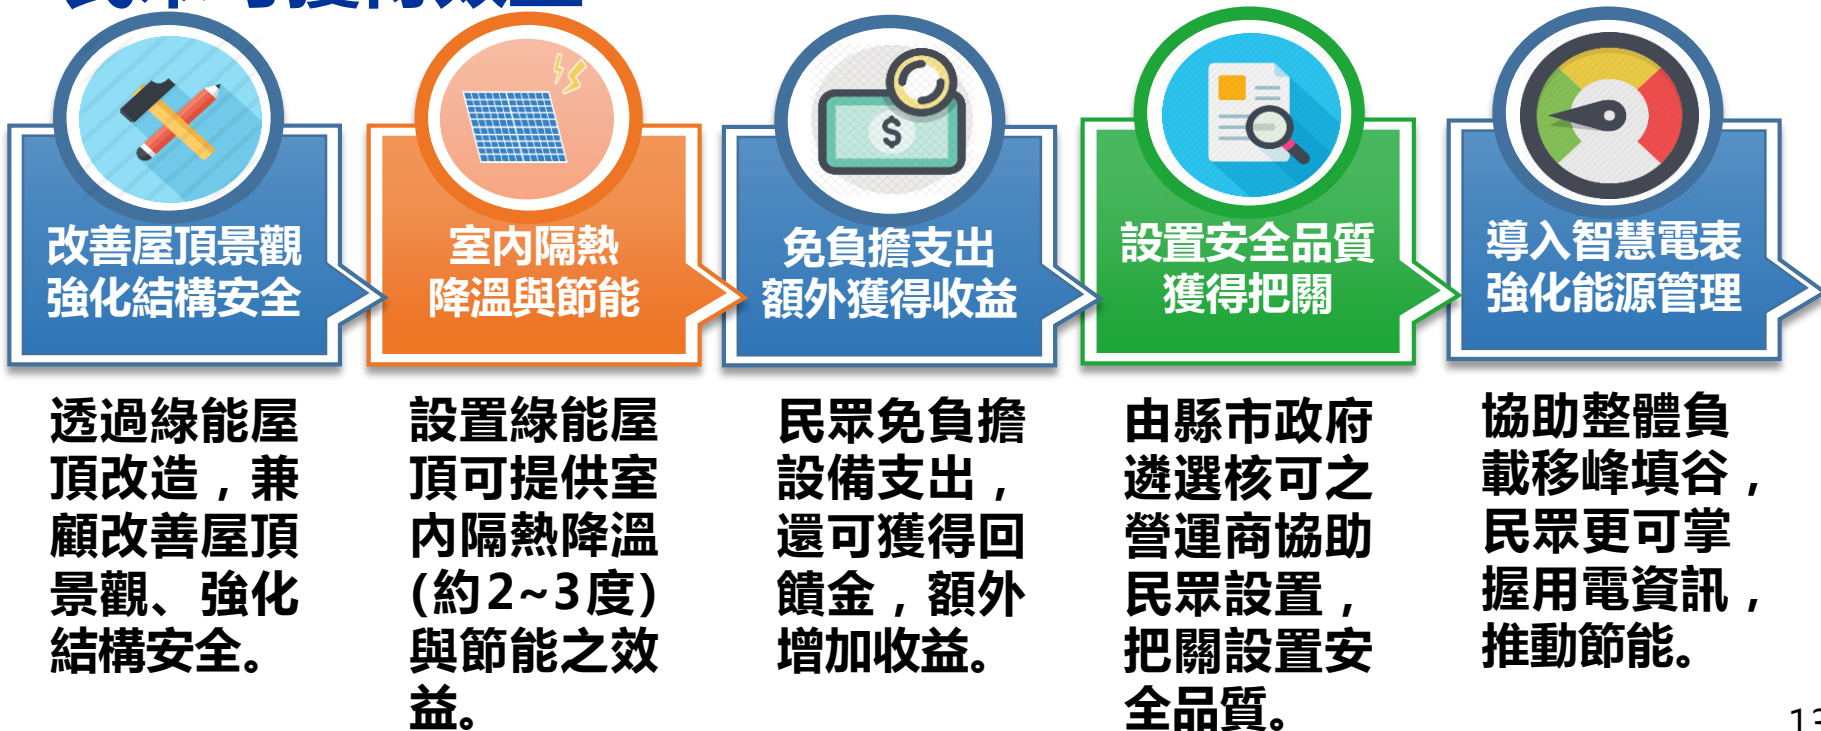 民眾可獲得效益
改善屋頂景觀
強化結構安全
室內隔熱
降溫與節能
免負擔支出
額外獲得收益
設置安全品質
獲得把關
導入智慧電表
強化能源管理
透過綠能屋
頂改造，兼
顧改善屋頂
景觀、強化
結構安全。
設置綠能屋
頂可提供室
內隔熱降溫
(約2~3度)
與節能之效
益。
民眾免負擔
設備支出，
還可獲得回
饋金，額外
增加收益。
由縣市政府
遴選核可之
營運商協助
民眾設置，
把關設置安
全品質。
協助整體負
載移峰填谷，
民眾更可掌
握用電資訊，
推動節能。
13